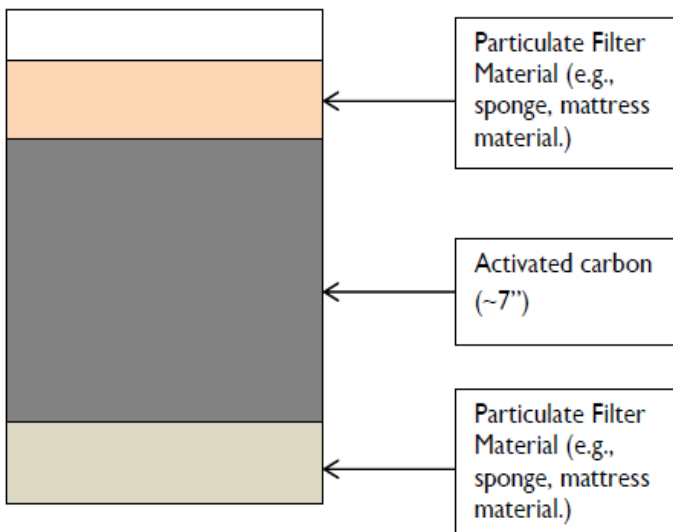 Particulate Filter
Material (e.g.,
sponge, mattress
material.)
Activated carbon
(~7”)
Particulate Filter
Material (e.g.,
sponge, mattress
material.)